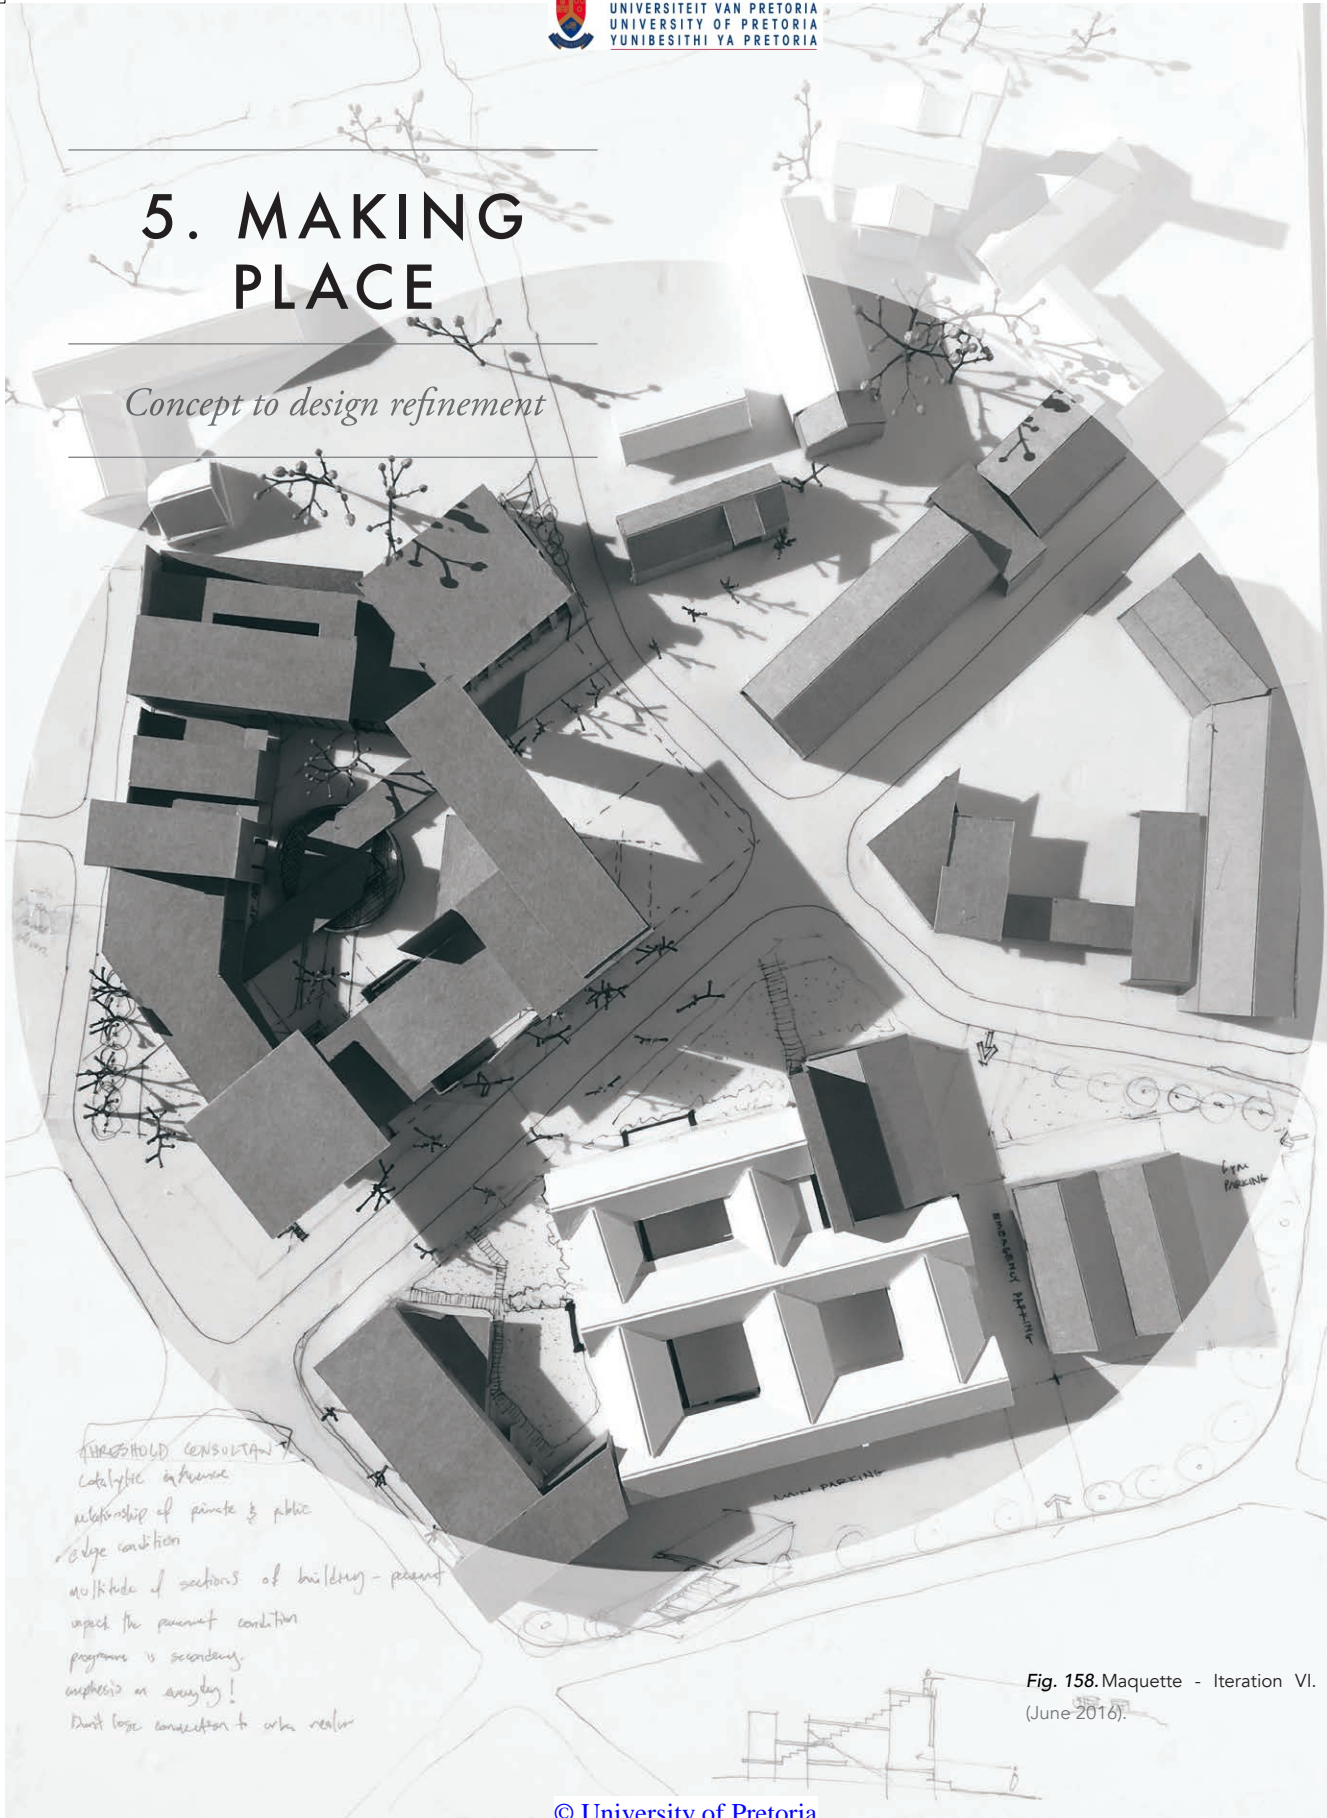 UNIVERSITEIT VAN PRETORIA
UNIVERSITY OF PRETORIA
YUNIBESITHI YA PRETORIA
5. MAKING
PLACE
Concept to design refinement
Gym
PARKING
EMERGENCY PARKING
MAIN PARKING
THRESHOLD CONSULTANT
catalytic influence
relationship of private & public
edge condition
multitude of sections of building - pavement
unpack the pavement condition
programme is secondary.
emphasis on everyday!
Don't lose connection to urban realm
Fig. 158. Maquette - Iteration VI.
(June 2016).
© University of Pretoria